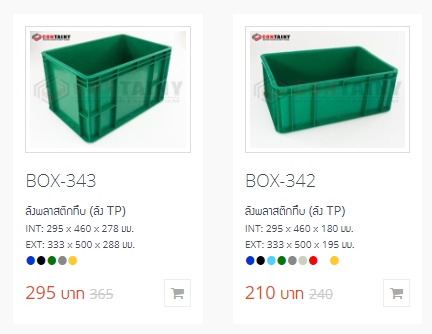 CONTAINY
CONTAINY
BOX-343
ลังพลาสติกทึบ (ลัง TP)
INT: 295 x 460 x 278 มม.
EXT: 333 x 500 x 288 มม.
295 บาท 365
CONTAINY
CONTAINY
BOX-342
ลังพลาสติกทึบ (ลัง TP)
INT: 295 x 460 x 180 มม.
EXT: 333 x 500 x 195 มม.
210 บาท 240